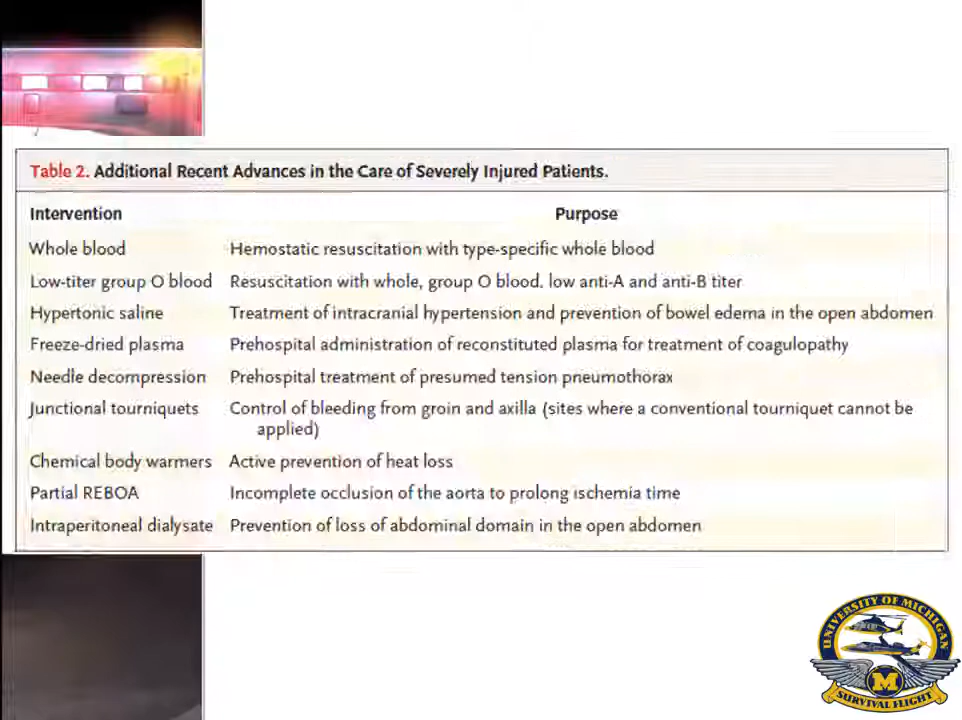 Table 2. Additional Recent Advances in the Care of Severely Injured Patients.
Intervention Purpose
Whole blood Hemostatic resuscitation with type-specific whole blood
Low-titer group O blood Resuscitation with whole, group O blood, low anti-A and anti-B titer
Hypertonic saline Treatment of intracranial hypertension and prevention of bowel edema in the open abdomen
Freeze-dried plasma Prehospital administration of reconstituted plasma for treatment of coagulopathy
Needle decompression Prehospital treatment of presumed tension pneumothorax
Junctional tourniquets Control of bleeding from groin and axilla (sites where a conventional tourniquet cannot be
applied)
Chemical body warmers Active prevention of heat loss
Partial REBOA Incomplete occlusion of the aorta to prolong ischemia time
Intraperitoneal dialysate Prevention of loss of abdominal domain in the open abdomen
UNIVERSITY OF MICHIGAN
M
SURVIVAL FLIGHT